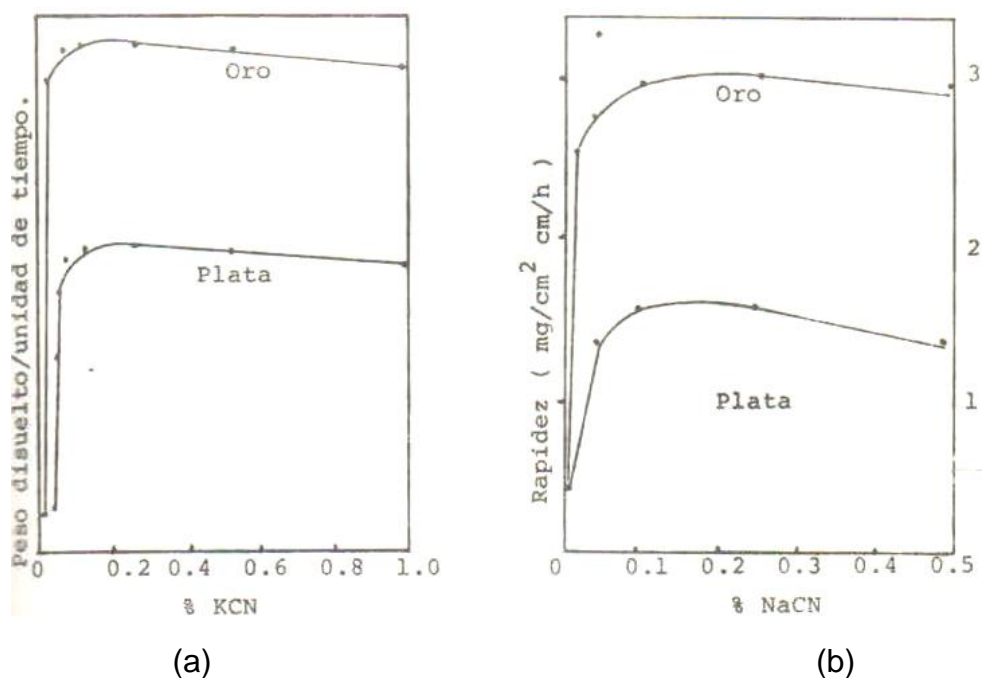 Peso disuelto/unidad de tiempo.
Oro
Plata
0 0.2 0.4 0.6 0.8 1.0
% KCN
(a)
Rapidez ( mg/cm² cm/h )
Oro
Plata
3
2
1
0 0.1 0.2 0.3 0.4 0.5
% NaCN
(b)